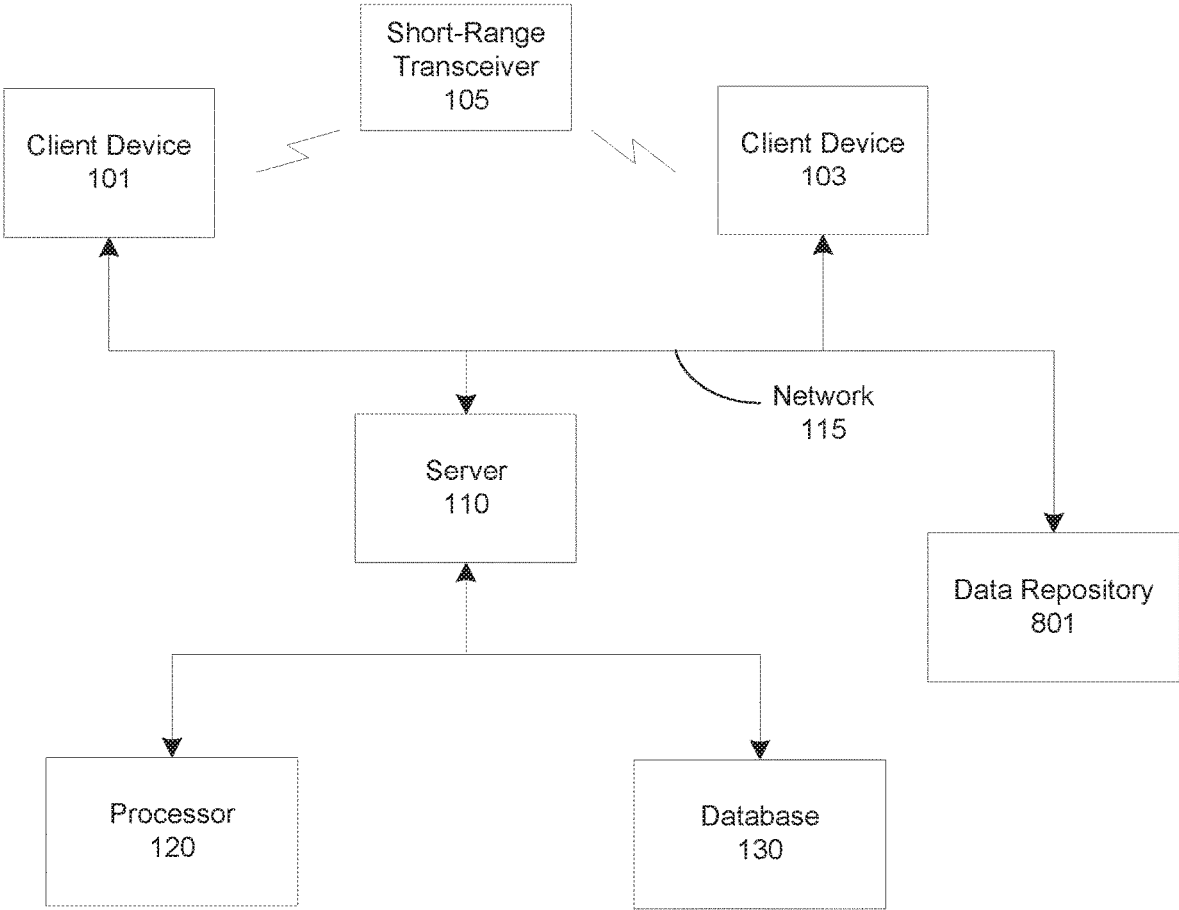 Short-Range
Transceiver
105
Client Device
101
Client Device
103
Network
115
Server
110
Data Repository
801
Processor
120
Database
130